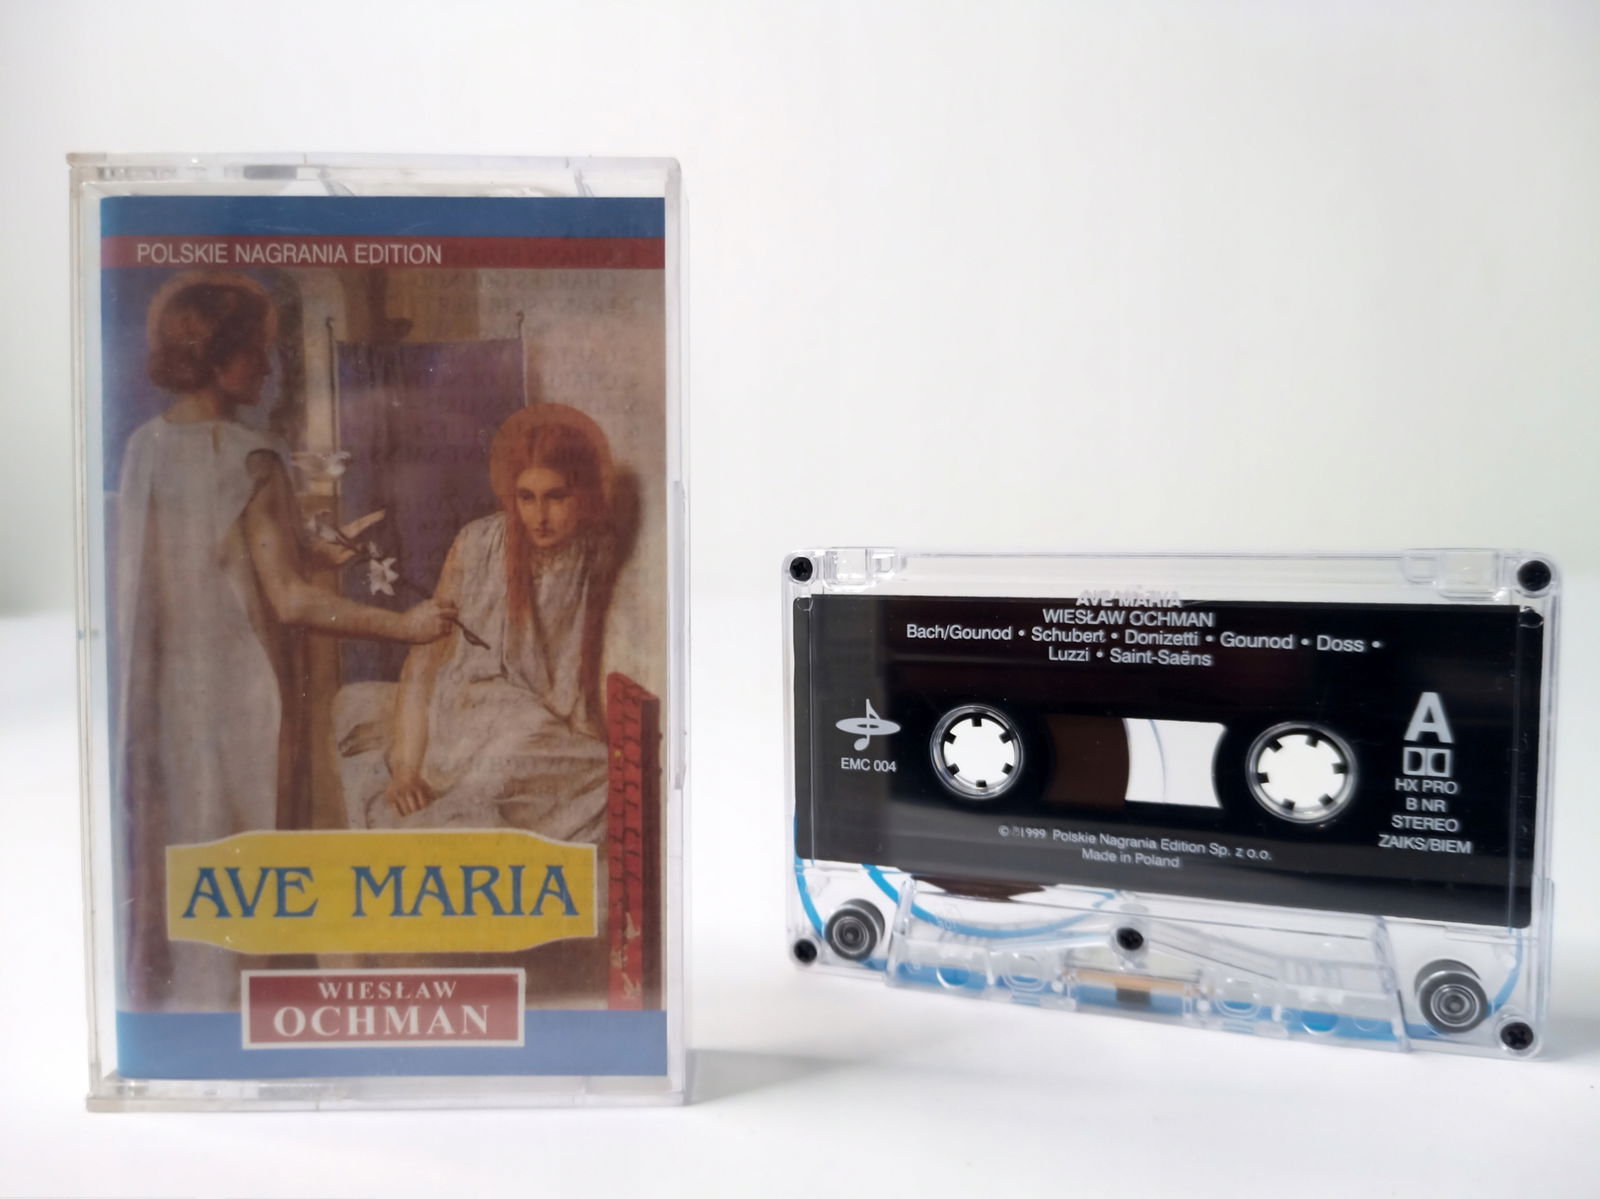 POLSKIE NAGRANIA EDITION
AVE MARIA
WIESŁAW
OCHMAN
AVE MARIA
WIESŁAW OCHMAN
Bach/Gounod • Schubert • Donizetti • Gounod • Doss •
Luzzi • Saint-Saëns
EMC 004
A
HX PRO
B NR
STEREO
ZAIKS/BIEM
© ℗1999 Polskie Nagrania Edition Sp. z o.o.
Made in Poland